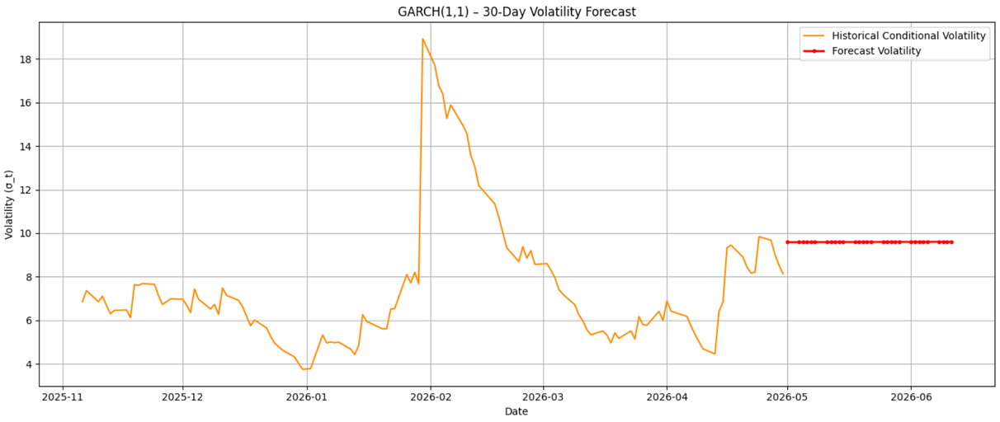 GARCH(1,1) – 30-Day Volatility Forecast
Historical Conditional Volatility
Forecast Volatility
Volatility (σ_t)
18
16
14
12
10
8
6
4
2025-11 2025-12 2026-01 2026-02 2026-03 2026-04 2026-05 2026-06
Date